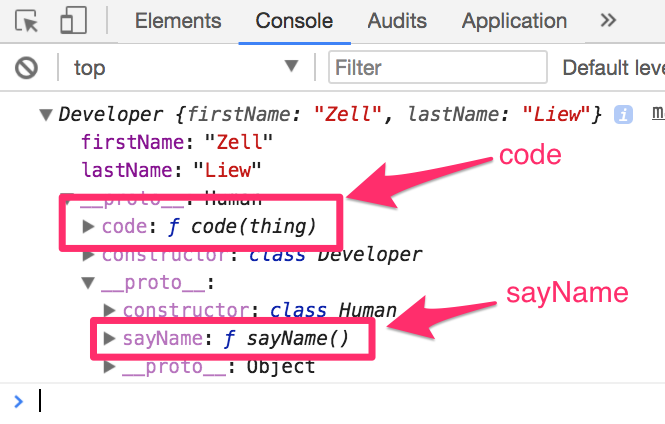 Elements Console Audits Application »
top ▼ Filter Default leve
▼ Developer {firstName: "Zell", lastName: "Liew"} i m
firstName: "Zell"
lastName: "Liew"
code
▼ __proto__: Human
▶ code: ƒ code(thing)
▶ constructor: class Developer
▼ __proto__:
sayName
▶ constructor: class Human
▶ sayName: ƒ sayName()
▶ __proto__: Object
>